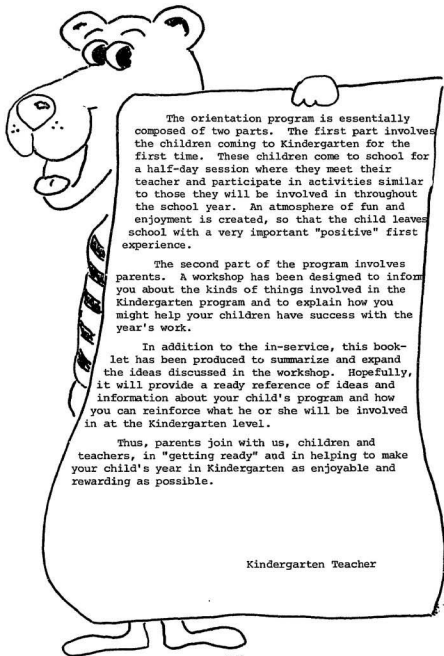 The orientation program is essentially
composed of two parts. The first part involves
the children coming to Kindergarten for the
first time. These children come to school for
a half-day session where they meet their
teacher and participate in activities similar
to those they will be involved in throughout
the school year. An atmosphere of fun and
enjoyment is created, so that the child leaves
school with a very important "positive" first
experience.
The second part of the program involves
parents. A workshop has been designed to inform
you about the kinds of things involved in the
Kindergarten program and to explain how you
might help your children have success with the
year's work.
In addition to the in-service, this book-
let has been produced to summarize and expand
the ideas discussed in the workshop. Hopefully,
it will provide a ready reference of ideas and
information about your child's program and how
you can reinforce what he or she will be involved
in at the Kindergarten level.
Thus, parents join with us, children and
teachers, in "getting ready" and in helping to make
your child's year in Kindergarten as enjoyable and
rewarding as possible.
Kindergarten Teacher